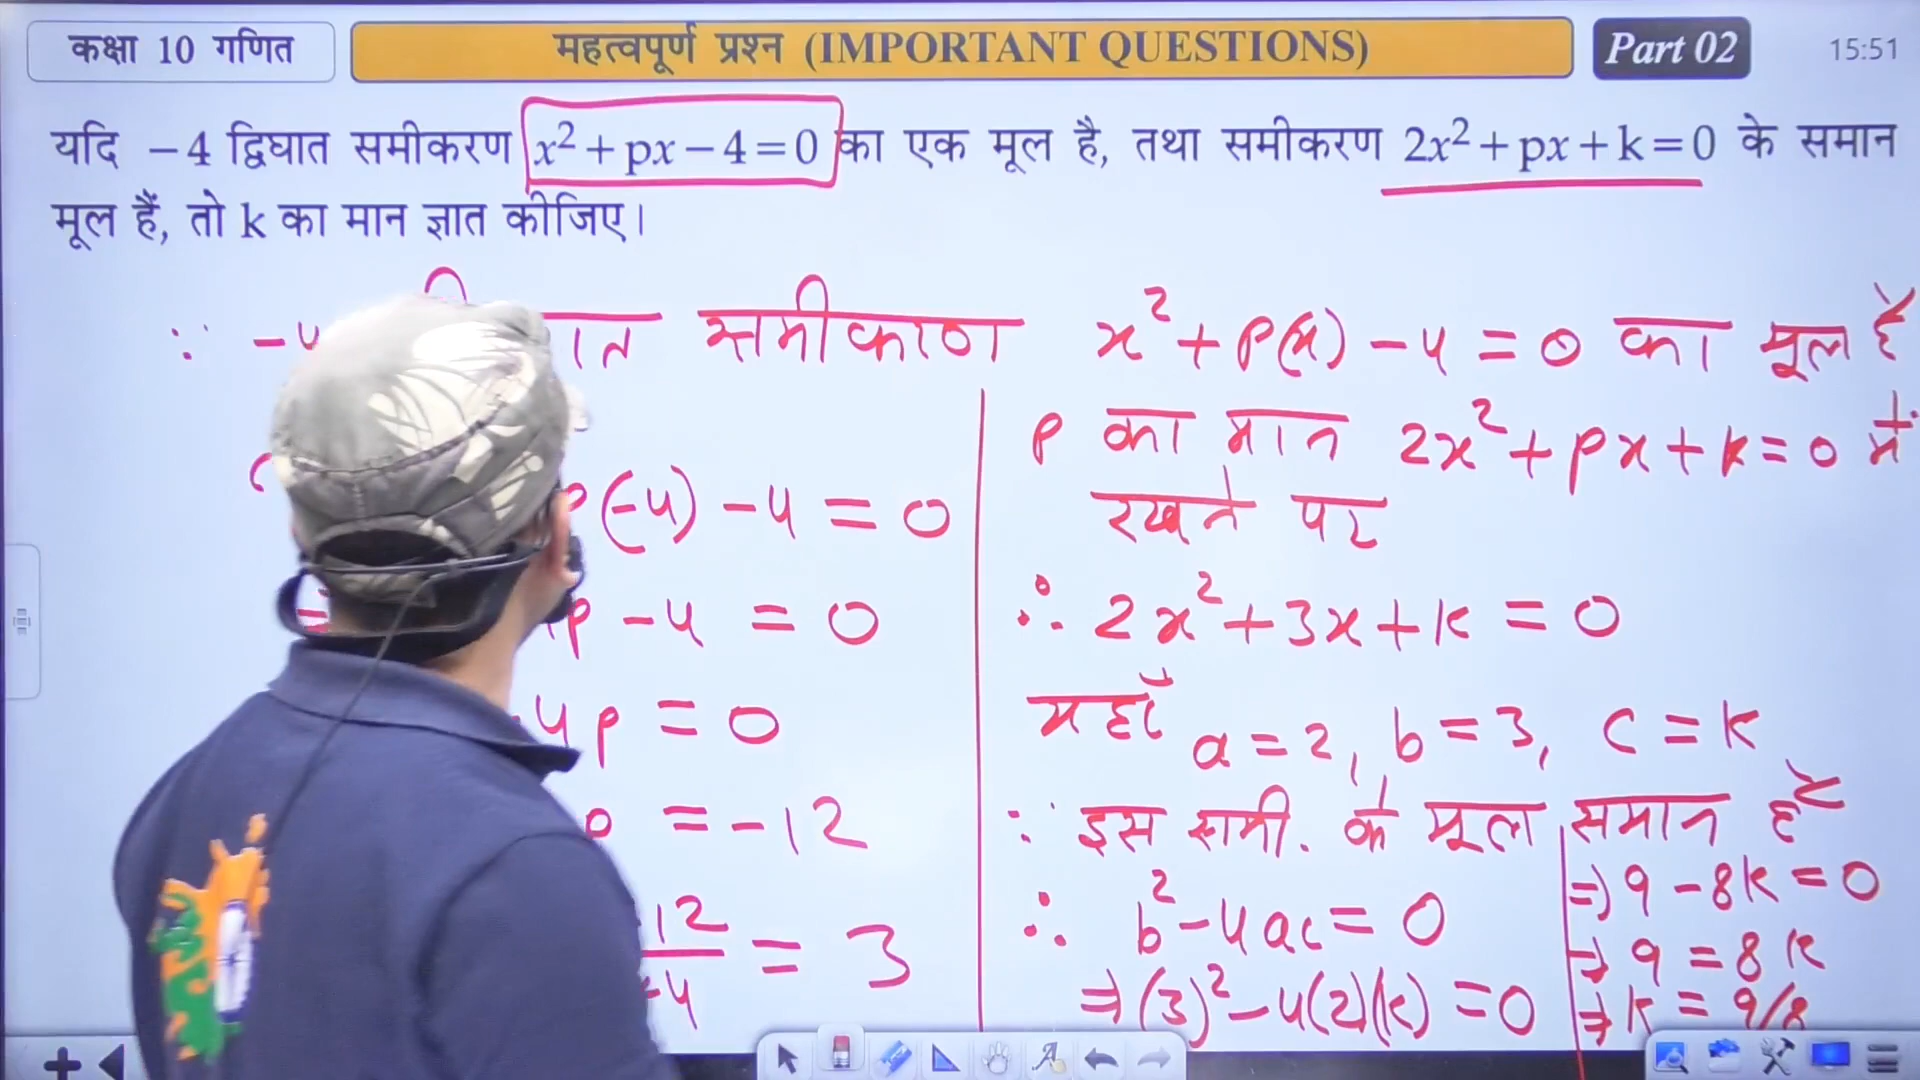 कक्षा 10 गणित
महत्वपूर्ण प्रश्न (IMPORTANT QUESTIONS)
Part 02
15:51
यदि −4 द्विघात समीकरण x²+px−4=0 का एक मूल है, तथा समीकरण 2x²+px+k=0 के समान
मूल हैं, तो k का मान ज्ञात कीजिए।
∵ -4 समीकरण x² + p(x) - 4 = 0 का मूल है
p(-4) - 4 = 0
p - 4 = 0
4p = 0
p = -12
12/-4 = 3
p का मान 2x² + px + k = 0 में
रखने पर
∴ 2x² + 3x + k = 0
यहाँ a = 2, b = 3, c = k
∵ इस समी. के मूल समान हैं
∴ b² - 4ac = 0
⇒ (3)² - 4(2)(k) = 0
⇒ 9 - 8k = 0
⇒ 9 = 8k
⇒ k = 9/8